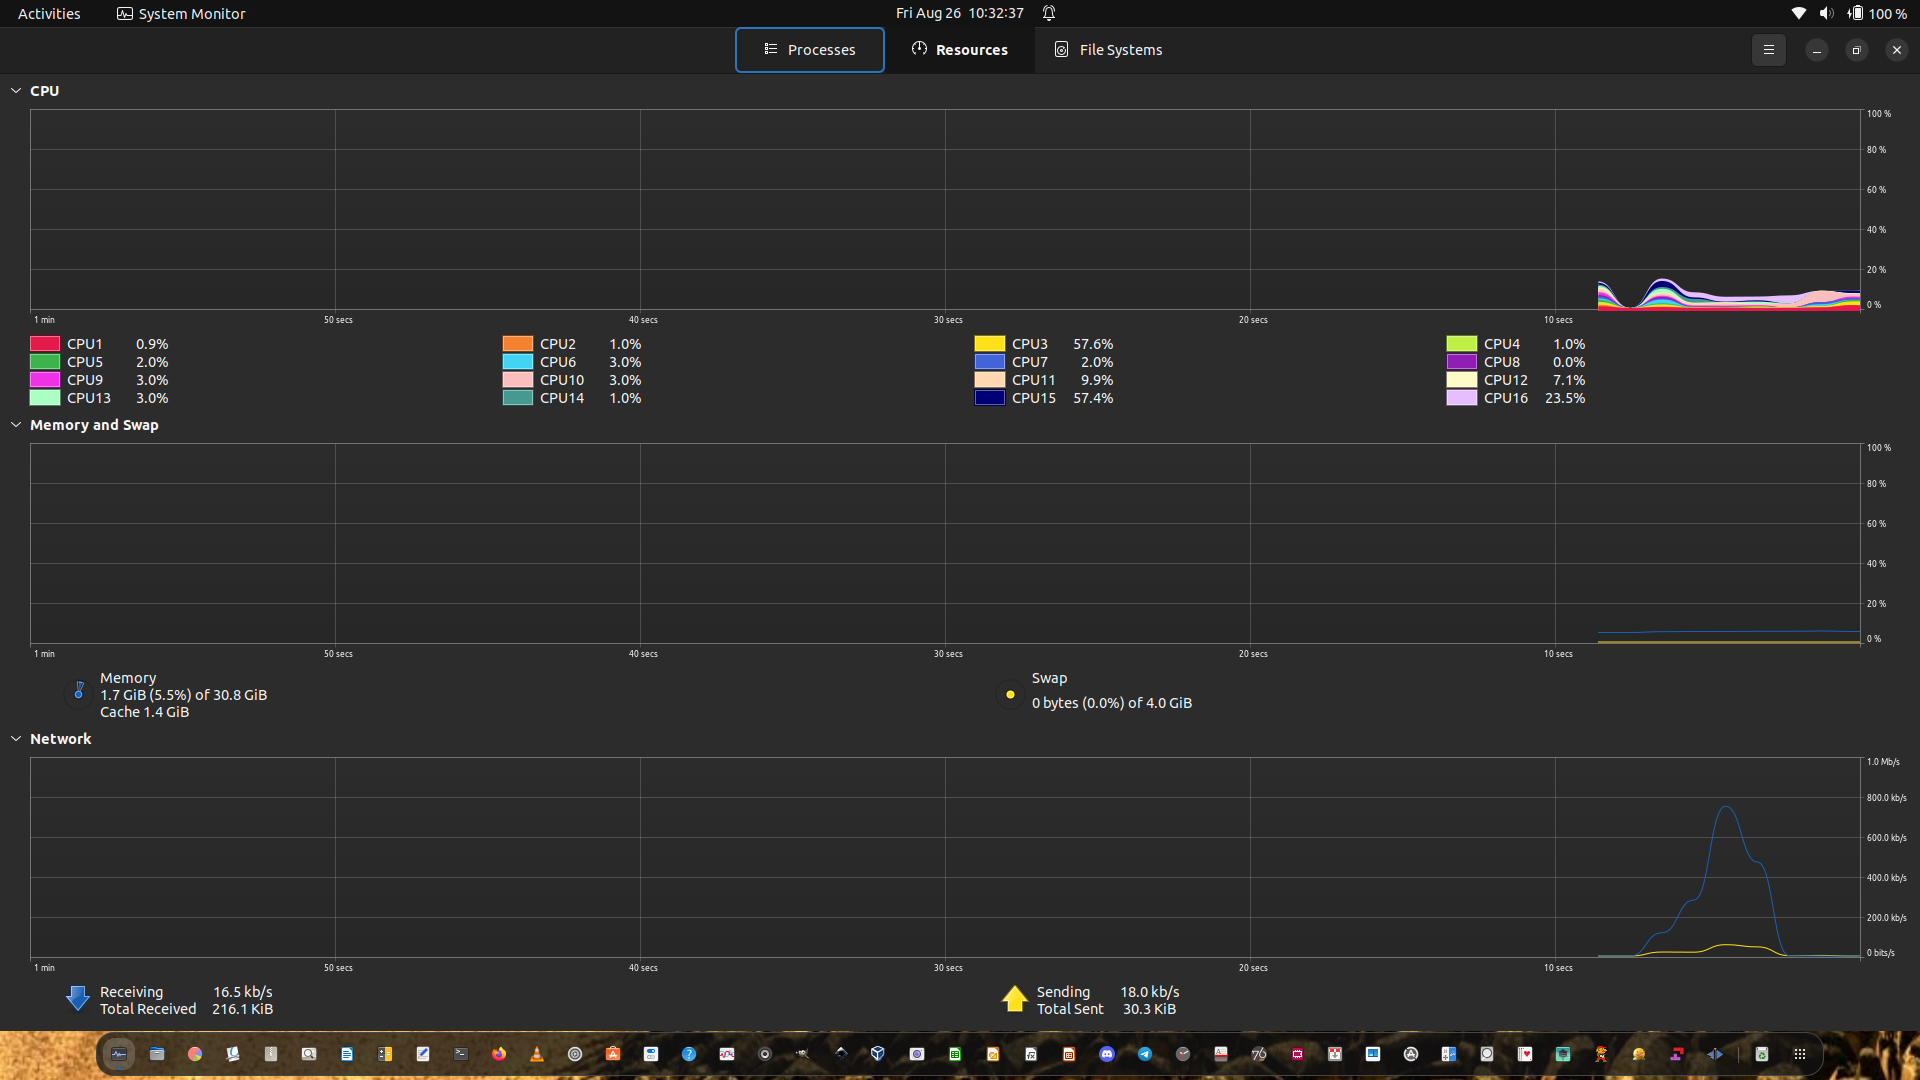 Activities System Monitor Fri Aug 26 10:32:37 100 %
Processes Resources File Systems
CPU
100 %
80 %
60 %
40 %
20 %
0 %
1 min 50 secs 40 secs 30 secs 20 secs 10 secs
CPU1 0.9% CPU2 1.0% CPU3 57.6% CPU4 1.0%
CPU5 2.0% CPU6 3.0% CPU7 2.0% CPU8 0.0%
CPU9 3.0% CPU10 3.0% CPU11 9.9% CPU12 7.1%
CPU13 3.0% CPU14 1.0% CPU15 57.4% CPU16 23.5%
Memory and Swap
100 %
80 %
60 %
40 %
20 %
0 %
1 min 50 secs 40 secs 30 secs 20 secs 10 secs
Memory
1.7 GiB (5.5%) of 30.8 GiB
Cache 1.4 GiB
Swap
0 bytes (0.0%) of 4.0 GiB
Network
1.0 Mb/s
800.0 kb/s
600.0 kb/s
400.0 kb/s
200.0 kb/s
0 bits/s
1 min 50 secs 40 secs 30 secs 20 secs 10 secs
Receiving 16.5 kb/s
Total Received 216.1 KiB
Sending 18.0 kb/s
Total Sent 30.3 KiB
76